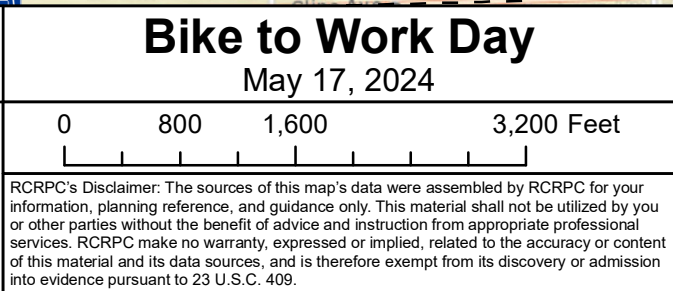 Bike to Work Day
May 17, 2024
0 800 1,600 3,200 Feet
RCRPC's Disclaimer: The sources of this map's data were assembled by RCRPC for your
information, planning reference, and guidance only. This material shall not be utilized by you
or other parties without the benefit of advice and instruction from appropriate professional
services. RCRPC make no warranty, expressed or implied, related to the accuracy or content
of this material and its data sources, and is therefore exempt from its discovery or admission
into evidence pursuant to 23 U.S.C. 409.